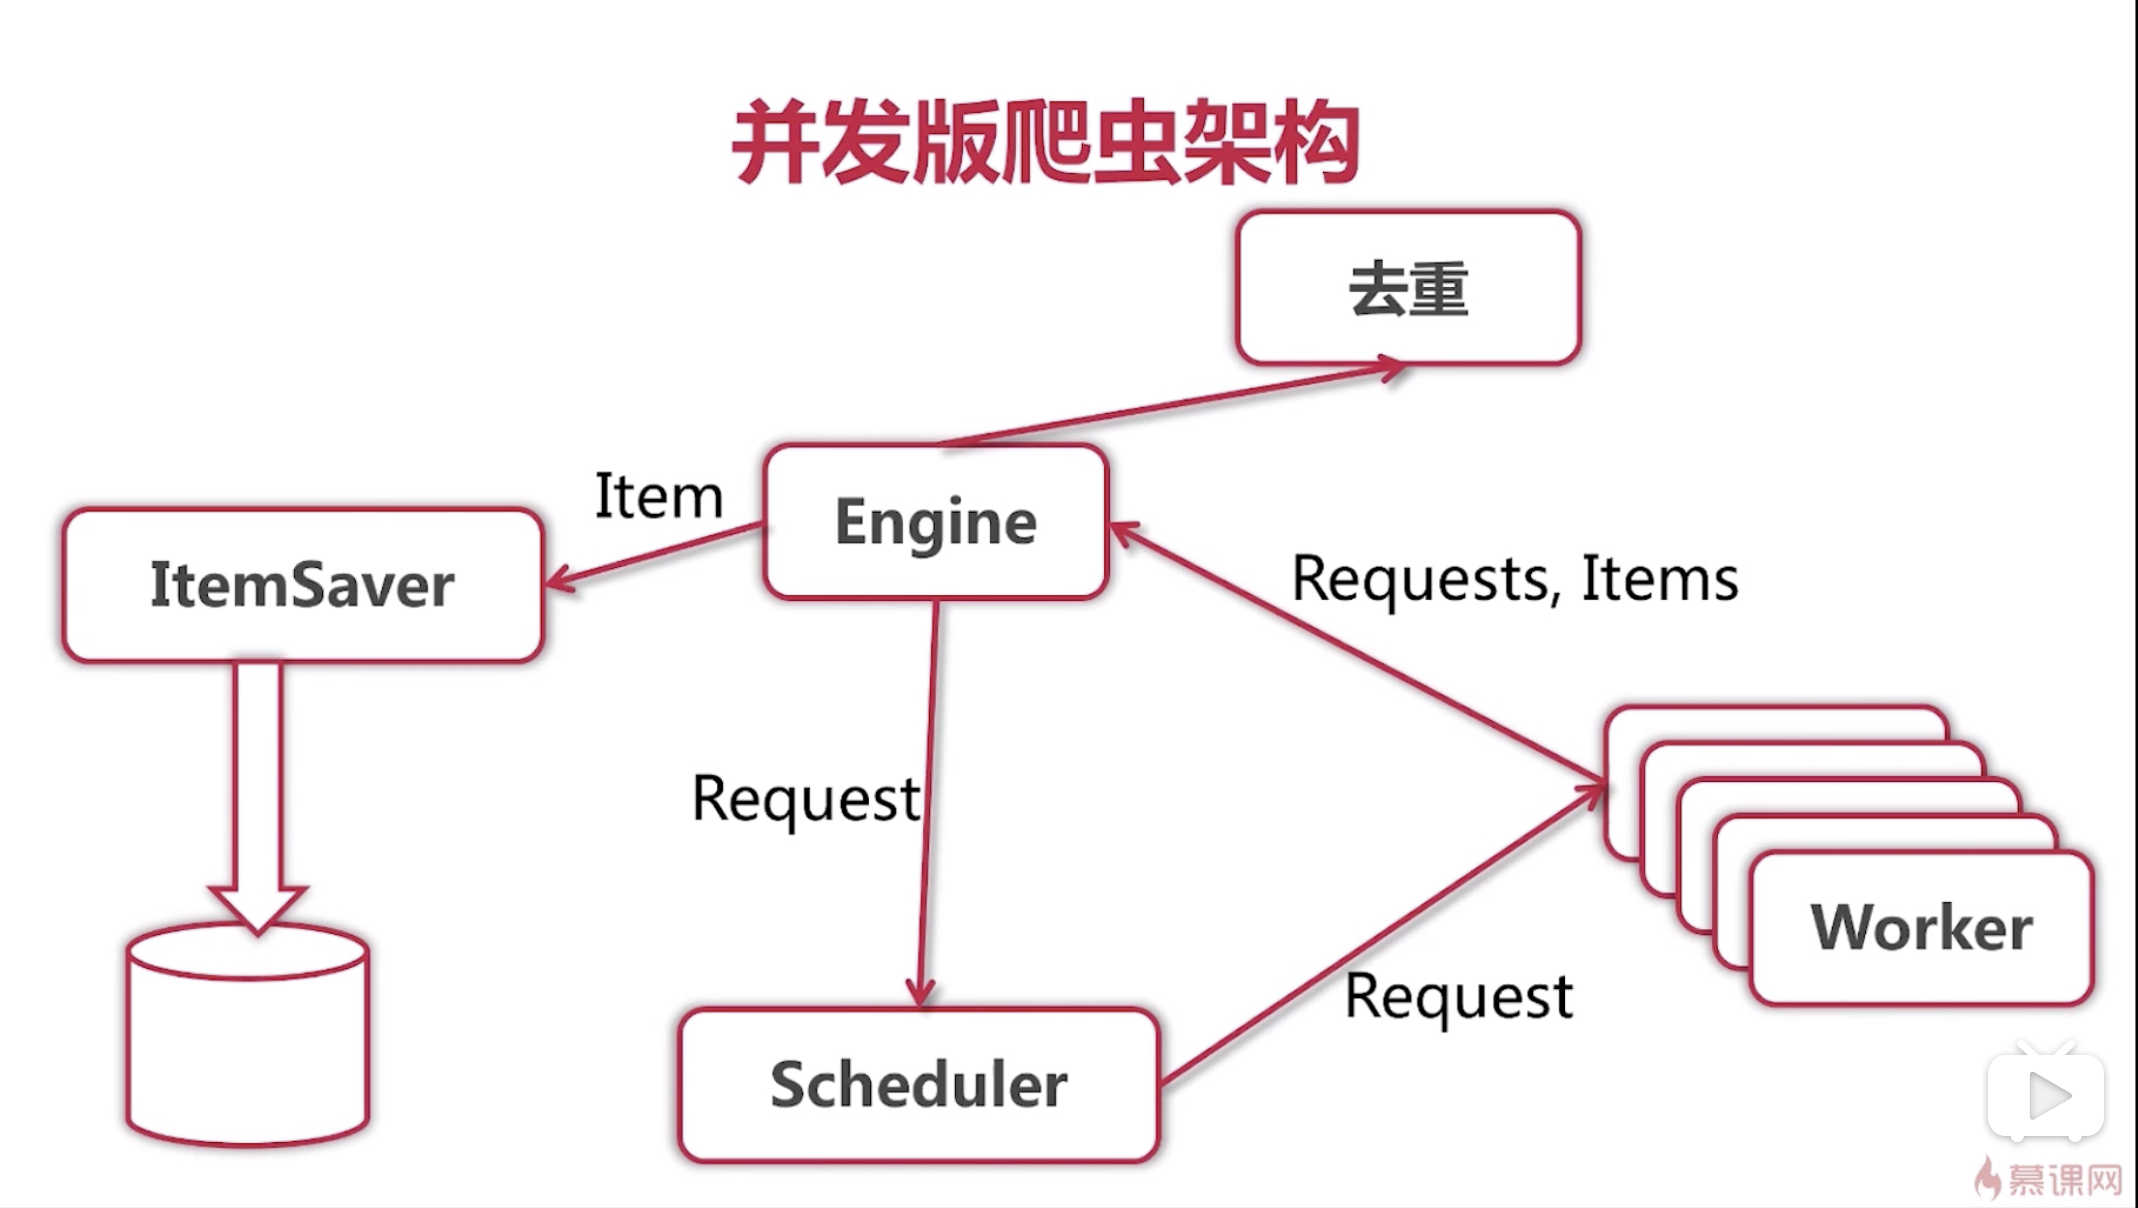 并发版爬虫架构
去重
Item
Engine
ItemSaver
Requests, Items
Request
Worker
Request
Scheduler
慕课网